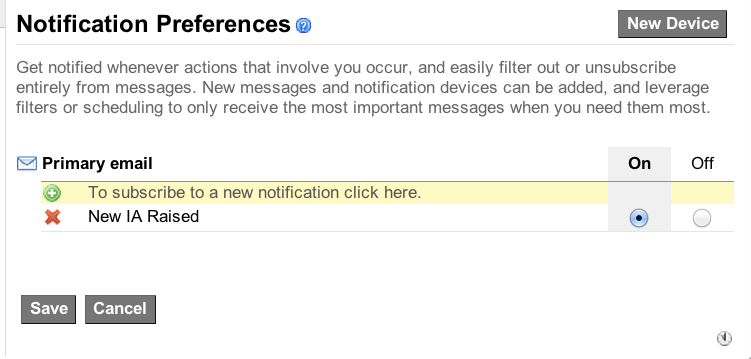 Notification Preferences
New Device
Get notified whenever actions that involve you occur, and easily filter out or unsubscribe
entirely from messages. New messages and notification devices can be added, and leverage
filters or scheduling to only receive the most important messages when you need them most.
Primary email On Off
To subscribe to a new notification click here.
New IA Raised
Save Cancel